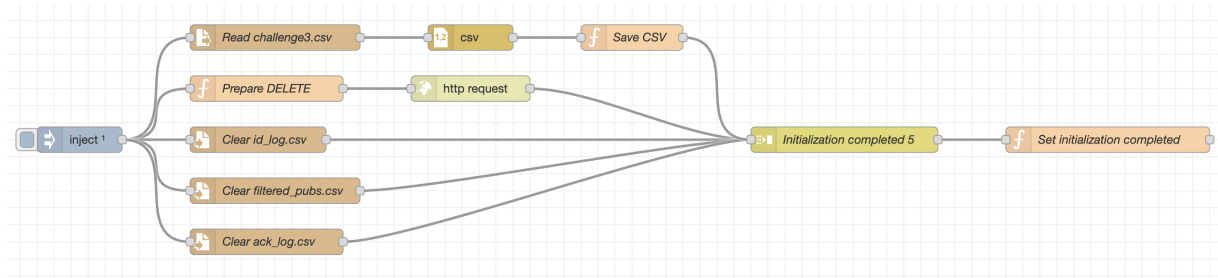 Read challenge3.csv
1,2
csv
Save CSV
Prepare DELETE
http request
inject ¹
Clear id_log.csv
Initialization completed 5
Set initialization completed
Clear filtered_pubs.csv
Clear ack_log.csv